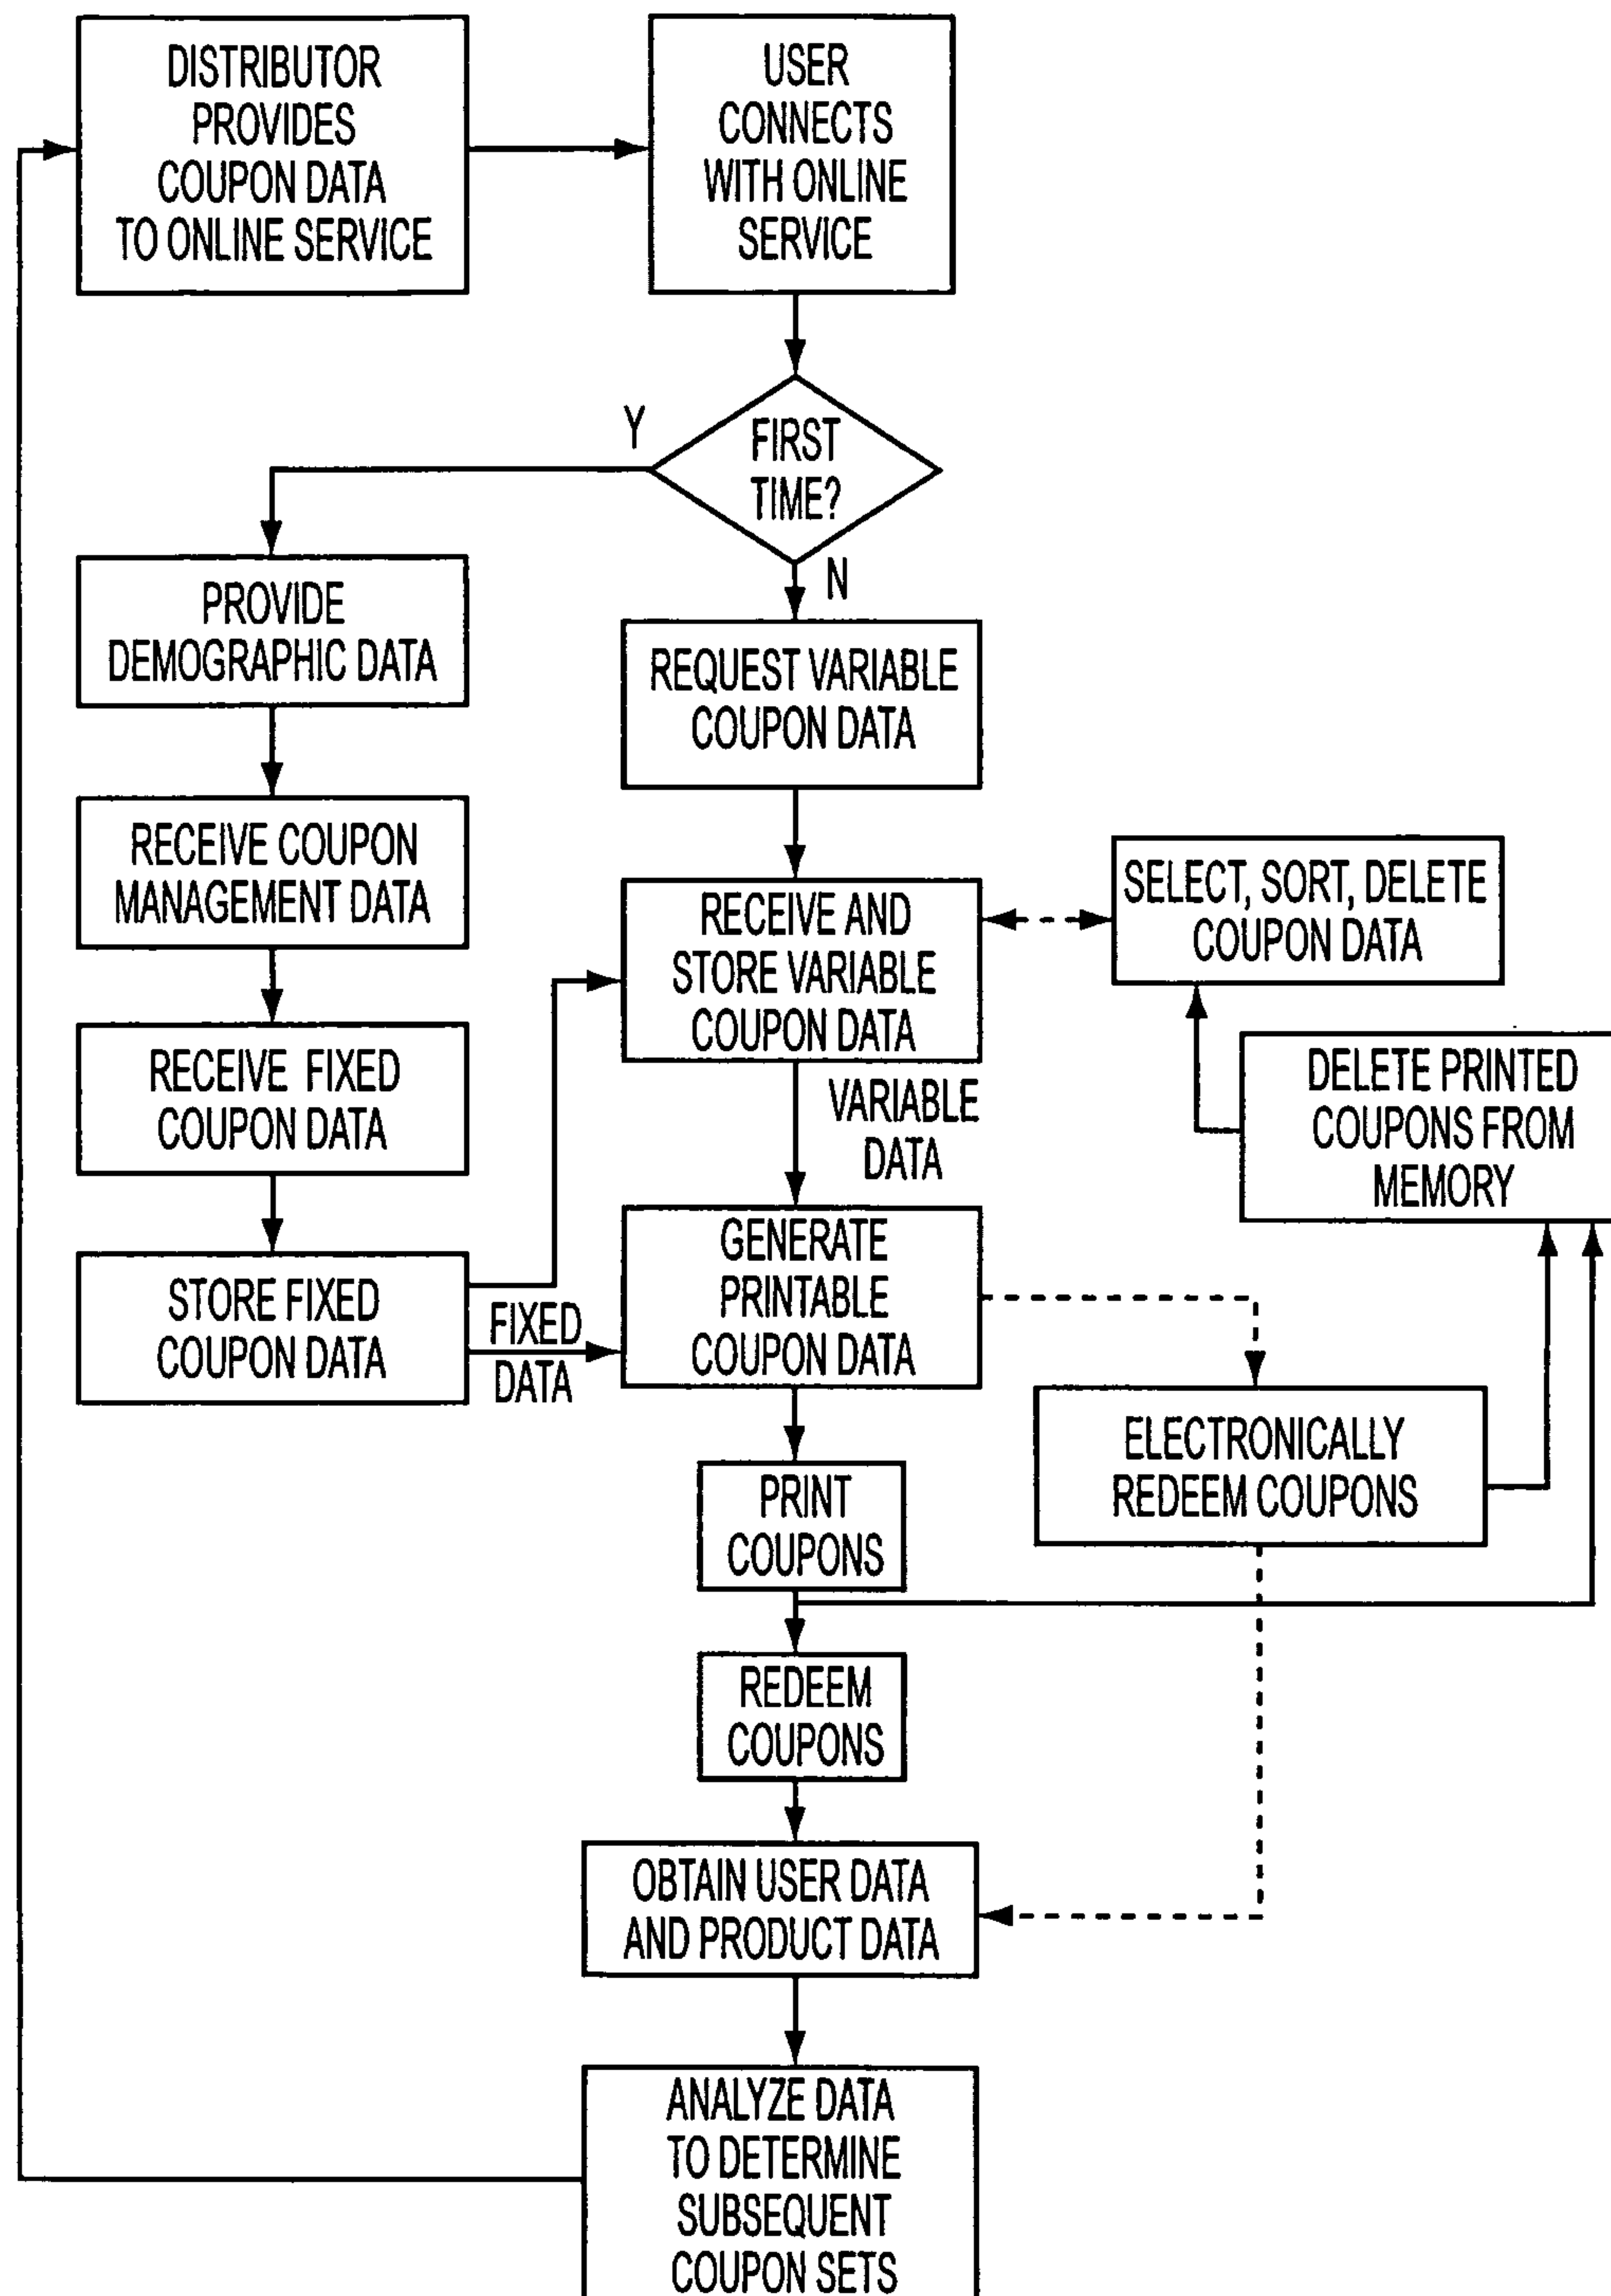 DISTRIBUTOR
PROVIDES
COUPON DATA
TO ONLINE SERVICE
USER
CONNECTS
WITH ONLINE
SERVICE
FIRST
TIME?
Y
N
PROVIDE
DEMOGRAPHIC DATA
REQUEST VARIABLE
COUPON DATA
RECEIVE COUPON
MANAGEMENT DATA
RECEIVE AND
STORE VARIABLE
COUPON DATA
SELECT, SORT, DELETE
COUPON DATA
RECEIVE FIXED
COUPON DATA
VARIABLE
DATA
DELETE PRINTED
COUPONS FROM
MEMORY
STORE FIXED
COUPON DATA
FIXED
DATA
GENERATE
PRINTABLE
COUPON DATA
ELECTRONICALLY
REDEEM COUPONS
PRINT
COUPONS
REDEEM
COUPONS
OBTAIN USER DATA
AND PRODUCT DATA
ANALYZE DATA
TO DETERMINE
SUBSEQUENT
COUPON SETS